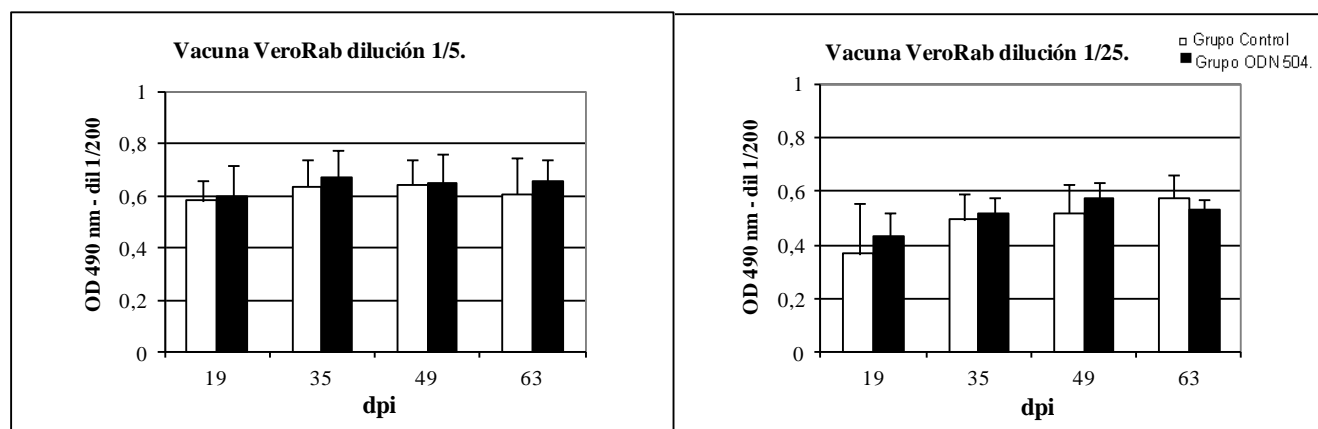 Vacuna VeroRab dilución 1/5.
OD 490 nm - dil 1/200
1
0,8
0,6
0,4
0,2
0
19 35 49 63
dpi
Vacuna VeroRab dilución 1/25.
Grupo Control
Grupo ODN 504.
OD 490 nm - dil 1/200
1
0,8
0,6
0,4
0,2
0
19 35 49 63
dpi